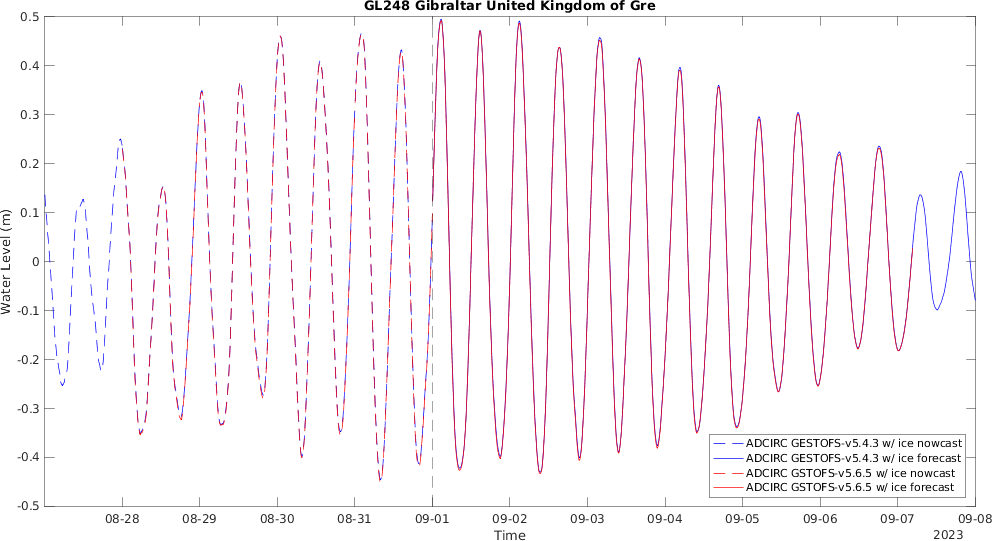 GL248 Gibraltar United Kingdom of Gre
0.5
0.4
0.3
0.2
0.1
0
-0.1
-0.2
-0.3
-0.4
-0.5
Water Level (m)
ADCIRC GESTOFS-v5.4.3 w/ ice nowcast
ADCIRC GESTOFS-v5.4.3 w/ ice forecast
ADCIRC GSTOFS-v5.6.5 w/ ice nowcast
ADCIRC GSTOFS-v5.6.5 w/ ice forecast
08-28 08-29 08-30 08-31 09-01 09-02 09-03 09-04 09-05 09-06 09-07 09-08
Time
2023